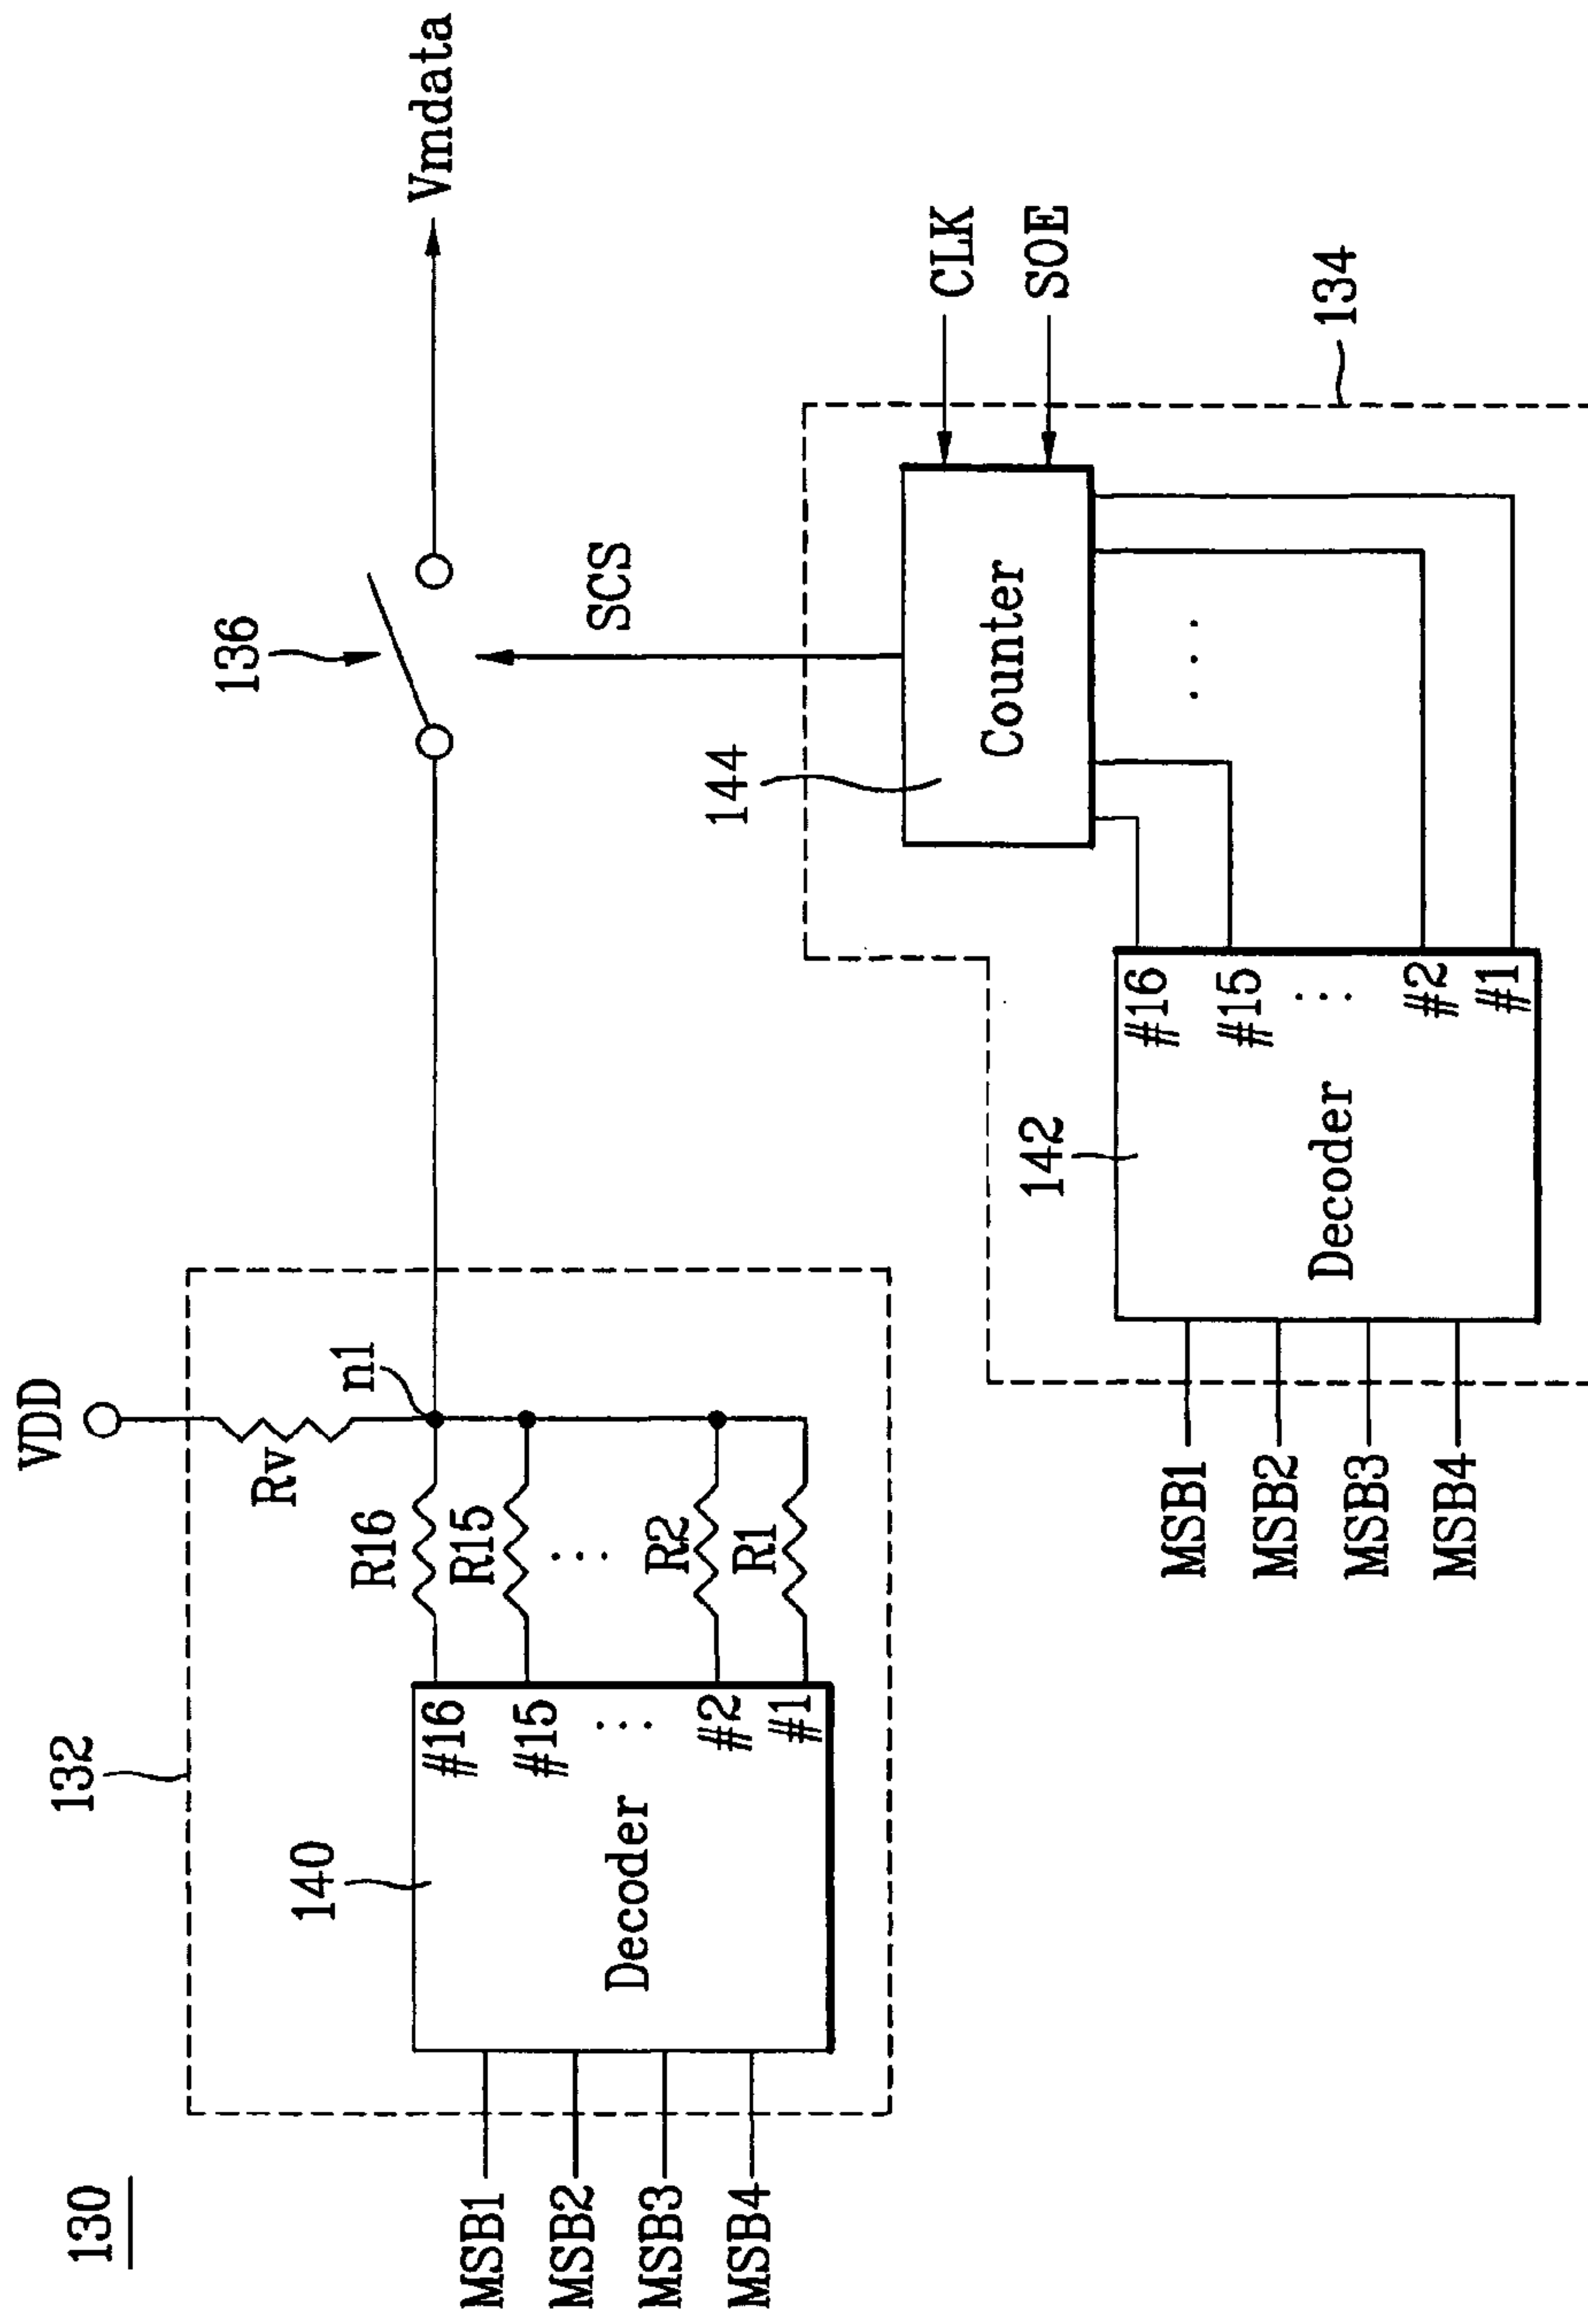 130
132
VDD
Rv
n1
140
Decoder
#16
#15
#2
#1
R16
R15
R2
R1
MSB1
MSB2
MSB3
MSB4
136
Vmdata
SCS
144
Counter
CLK
SOE
134
142
Decoder
#16
#15
#2
#1
MSB1
MSB2
MSB3
MSB4